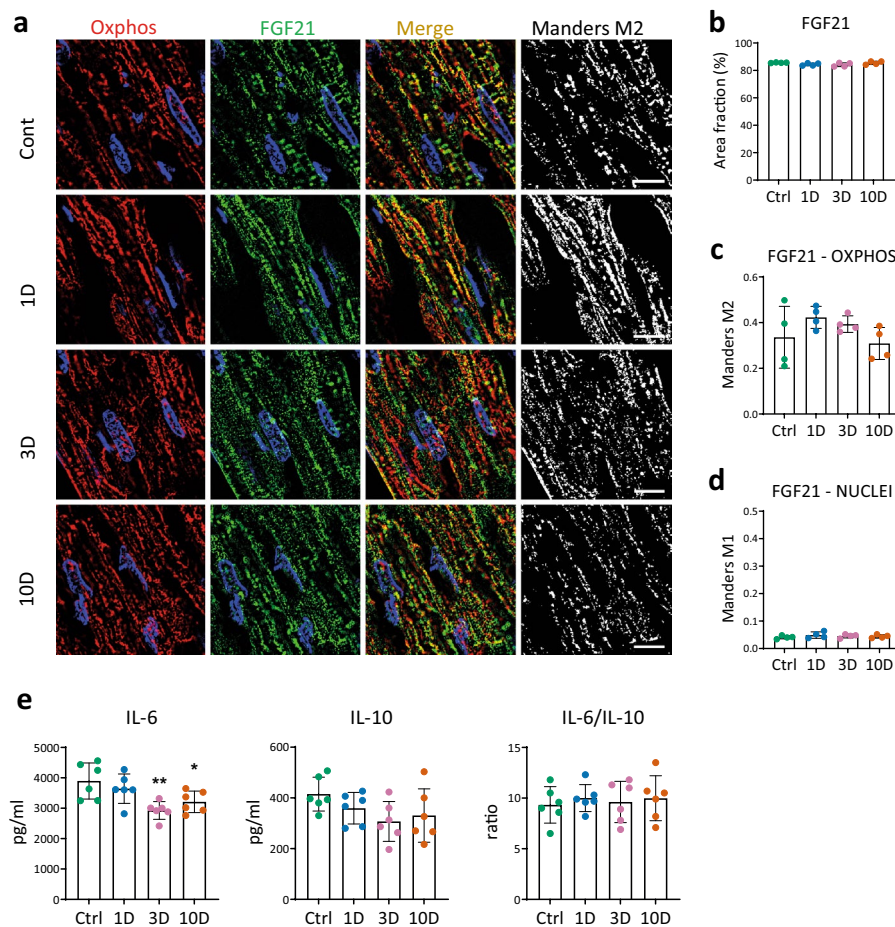 a
Oxphos FGF21 Merge Manders M2
Cont
1D
3D
10D
b
FGF21
Area fraction (%)
100
80
60
40
20
0
Ctrl 1D 3D 10D
c
FGF21 - OXPHOS
Manders M2
0.6
0.4
0.2
0.0
Ctrl 1D 3D 10D
d
FGF21 - NUCLEI
Manders M1
0.5
0.4
0.3
0.2
0.1
0.0
Ctrl 1D 3D 10D
e
IL-6
pg/ml
5000
4000
3000
2000
1000
0
** *
Ctrl 1D 3D 10D
IL-10
pg/ml
600
400
200
0
Ctrl 1D 3D 10D
IL-6/IL-10
ratio
15
10
5
0
Ctrl 1D 3D 10D